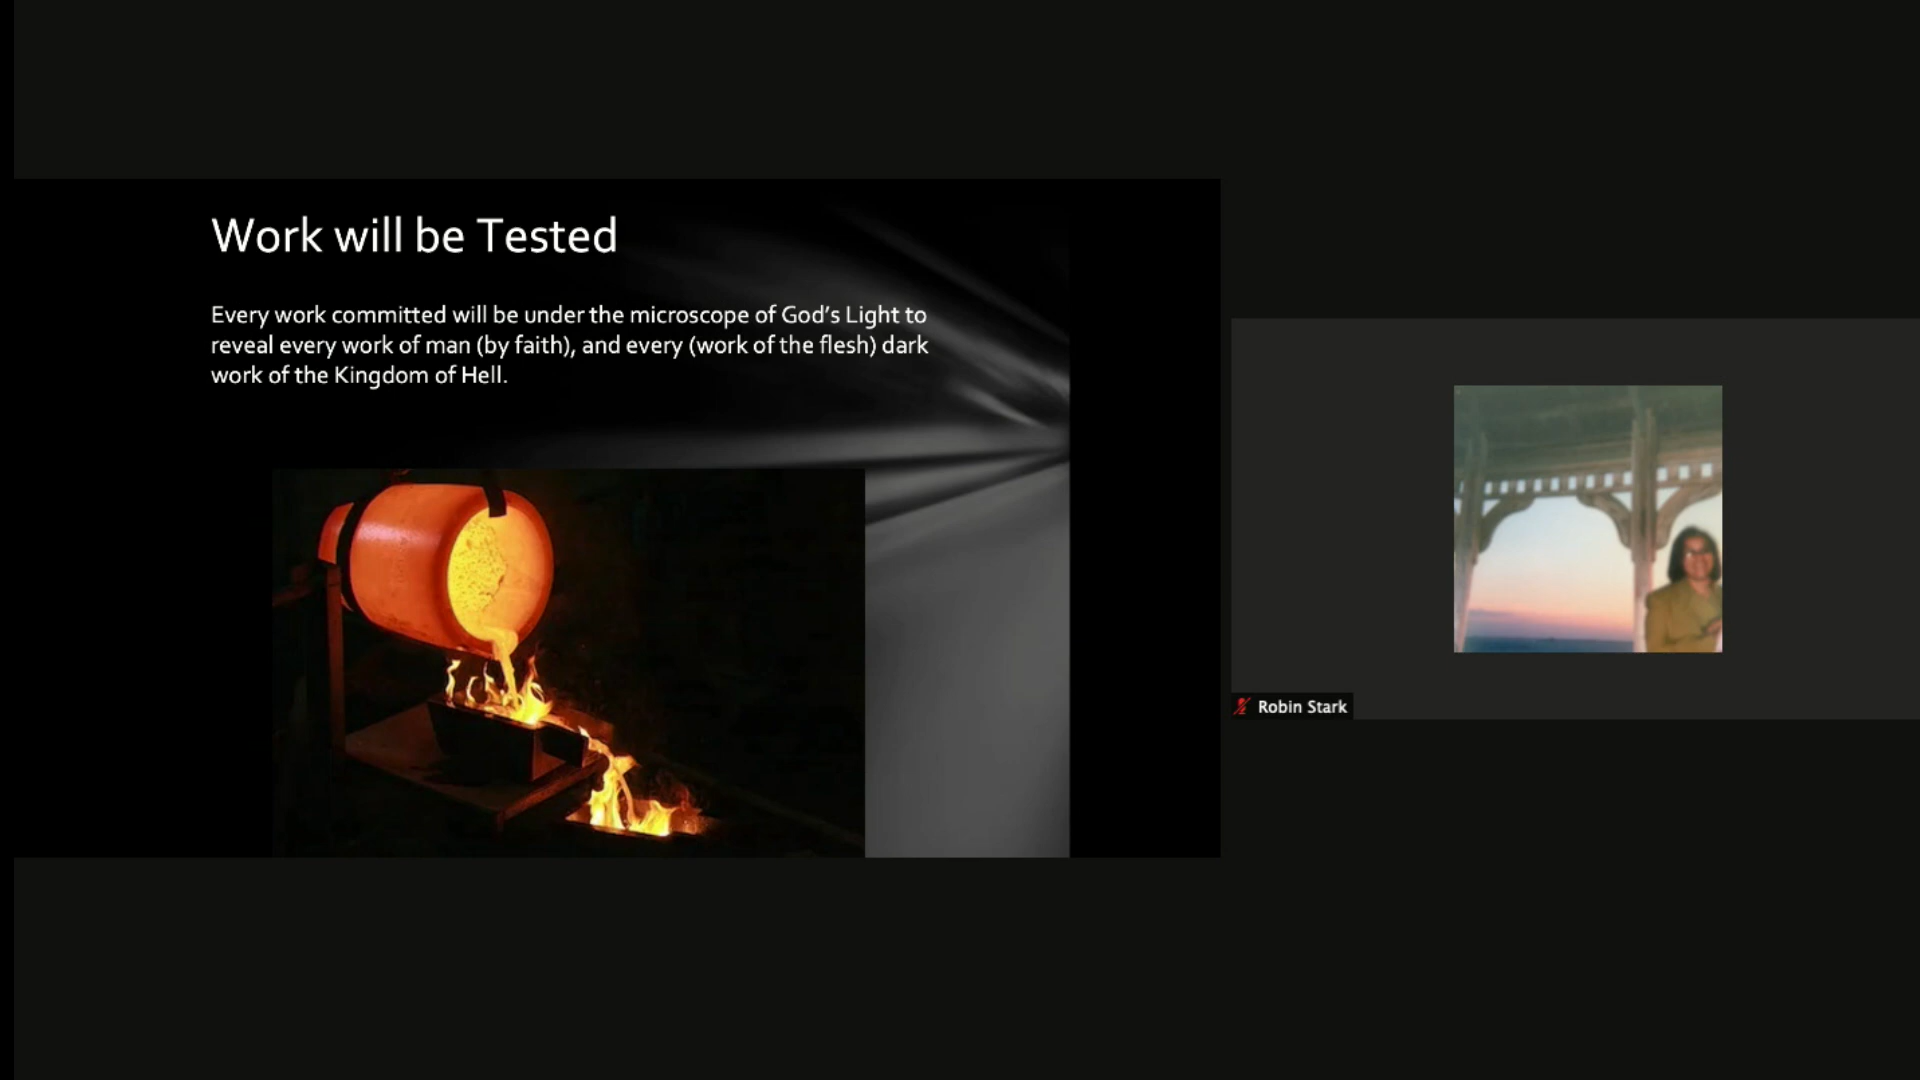 Work will be Tested
Every work committed will be under the microscope of God’s Light to
reveal every work of man (by faith), and every (work of the flesh) dark
work of the Kingdom of Hell.
Robin Stark